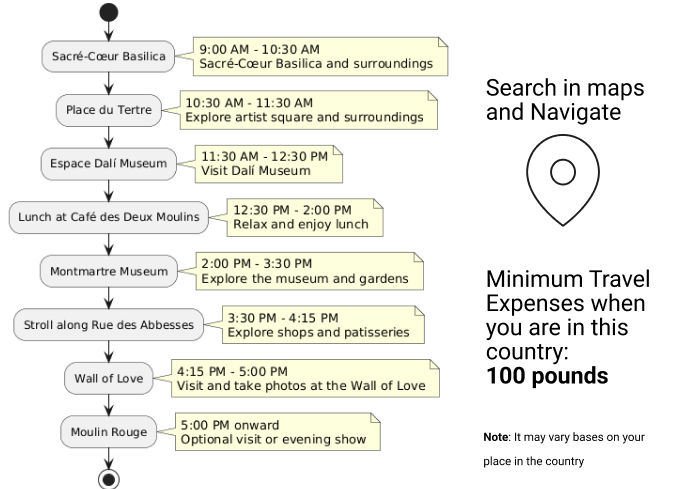 Sacré-Cœur Basilica
9:00 AM - 10:30 AM
Sacré-Cœur Basilica and surroundings
Place du Tertre
10:30 AM - 11:30 AM
Explore artist square and surroundings
Espace Dalí Museum
11:30 AM - 12:30 PM
Visit Dalí Museum
Lunch at Café des Deux Moulins
12:30 PM - 2:00 PM
Relax and enjoy lunch
Montmartre Museum
2:00 PM - 3:30 PM
Explore the museum and gardens
Stroll along Rue des Abbesses
3:30 PM - 4:15 PM
Explore shops and patisseries
Wall of Love
4:15 PM - 5:00 PM
Visit and take photos at the Wall of Love
Moulin Rouge
5:00 PM onward
Optional visit or evening show
Search in maps
and Navigate
Minimum Travel
Expenses when
you are in this
country:
100 pounds
Note: It may vary bases on your
place in the country